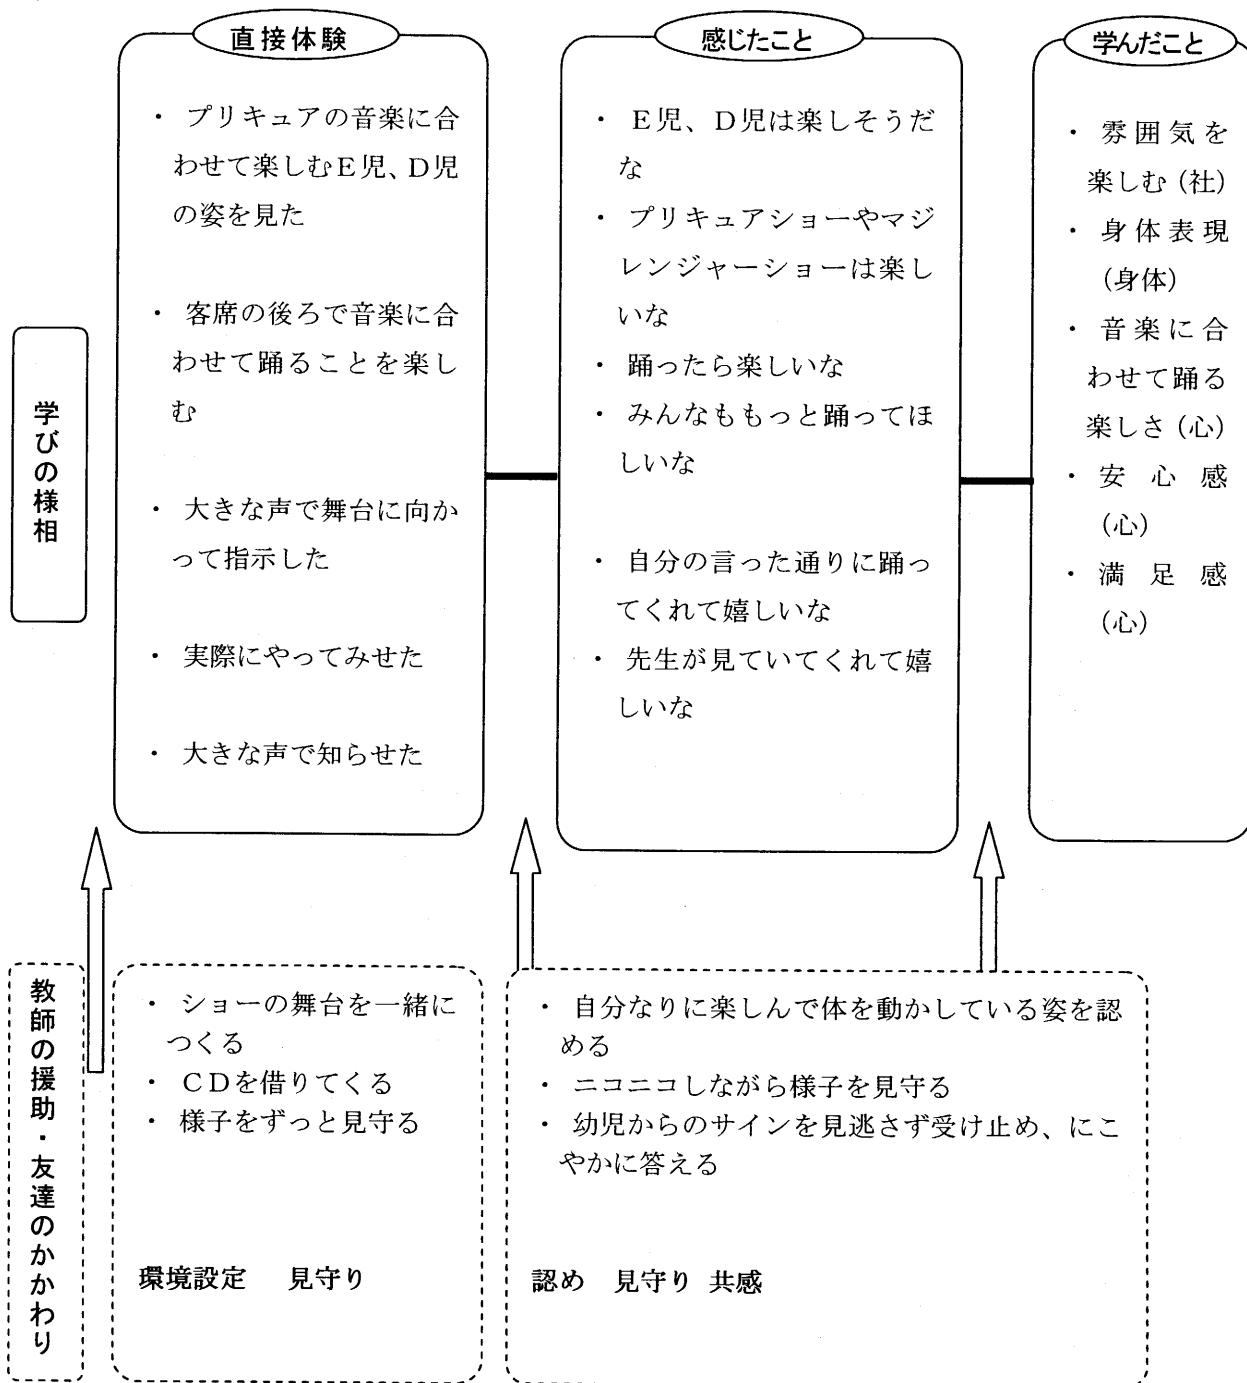 直接体験
・ プリキュアの音楽に合
わせて楽しむE児、D児
の姿を見た
・ 客席の後ろで音楽に合
わせて踊ることを楽し
む
・ 大きな声で舞台に向か
って指示した
・ 実際にやってみせた
・ 大きな声で知らせた
感じたこと
・ E児、D児は楽しそうだ
な
・ プリキュアショーやマジ
レンジャーショーは楽し
いな
・ 踊ったら楽しいな
・ みんなももっと踊ってほ
しいな
・ 自分の言った通りに踊っ
てくれて嬉しいな
・ 先生が見ていてくれて嬉
しいな
学んだこと
・ 雰囲気を
楽しむ(社)
・ 身体表現
(身体)
・ 音楽に合
わせて踊る
楽しさ(心)
・ 安心感
(心)
・ 満足感
(心)
学びの様相
教師の援助・友達のかかわり
・ ショーの舞台を一緒に
つくる
・ CDを借りてくる
・ 様子をずっと見守る
環境設定 見守り
・ 自分なりに楽しんで体を動かしている姿を認
める
・ ニコニコしながら様子を見守る
・ 幼児からのサインを見逃さず受け止め、にこ
やかに答える
認め 見守り 共感